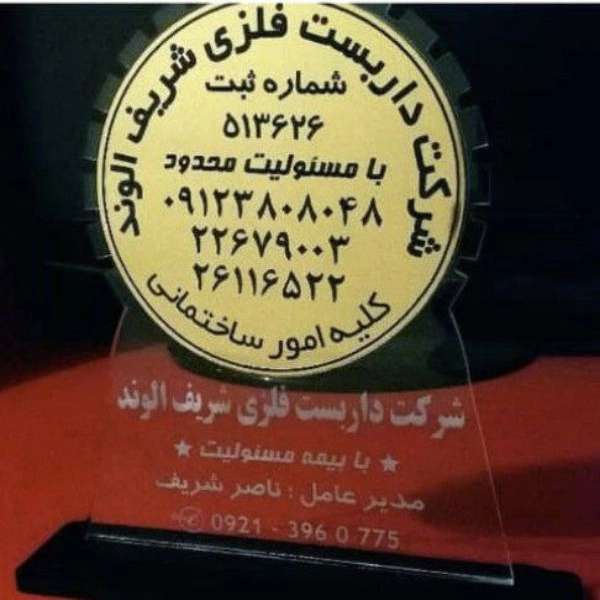 شرکت داربست فلزی شریف الوند
شماره ثبت
۵۱۳۶۲۶
با مسئولیت محدود
۰۹۱۲۳۸۰۸۰۴۸
۲۲۶۷۹۰۰۳
۲۶۱۱۶۵۲۲
کلیه امور ساختمانی
شرکت داربست فلزی شریف الوند
★ با بیمه مسئولیت ★
مدیر عامل : ناصر شریف
0921 - 396 0 775